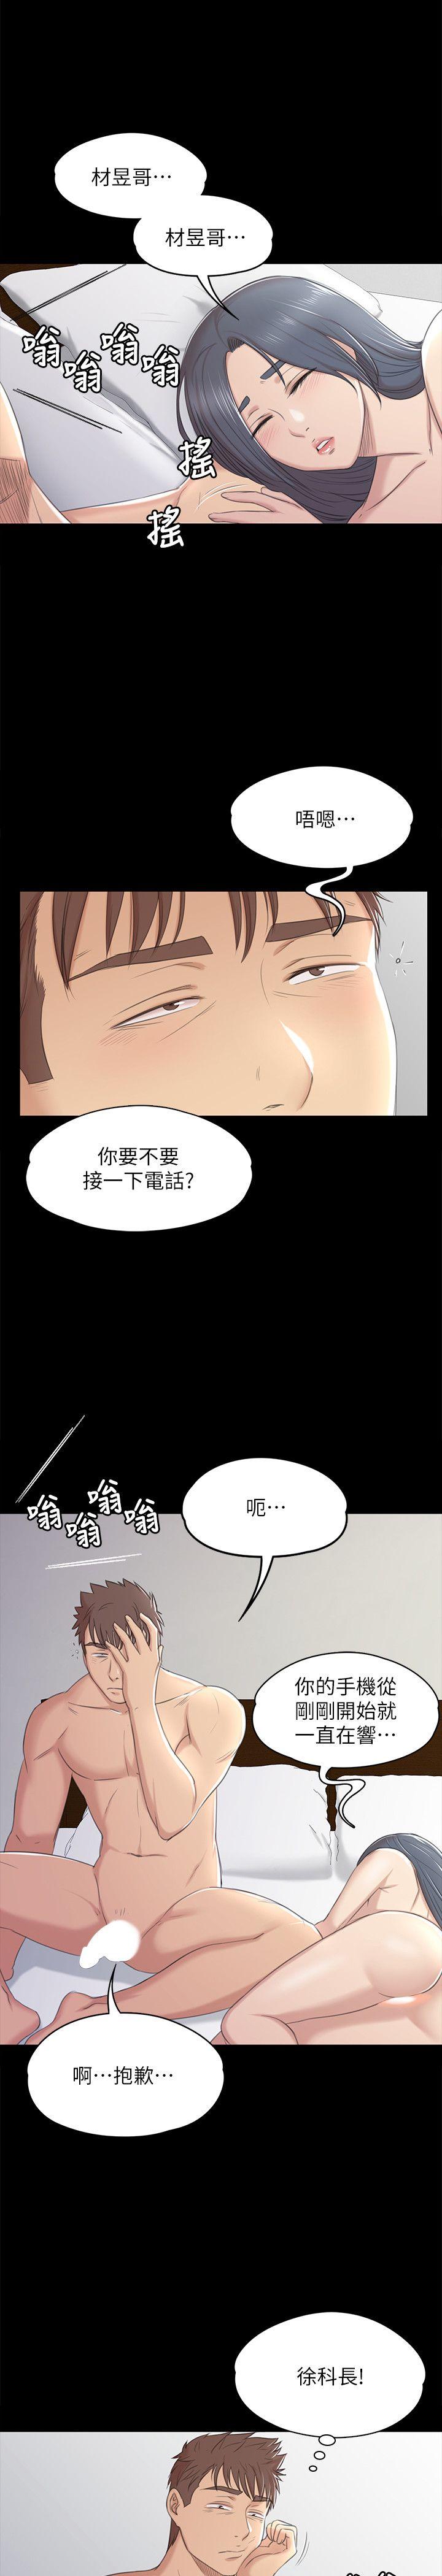 材昱哥…
材昱哥…
嗡嗡嗡嗡
搖
搖
唔嗯…
你要不要
接一下電話?
嗡嗡嗡嗡
呃…
你的手機從
剛剛開始就
一直在響…
啊…抱歉…
徐科長!